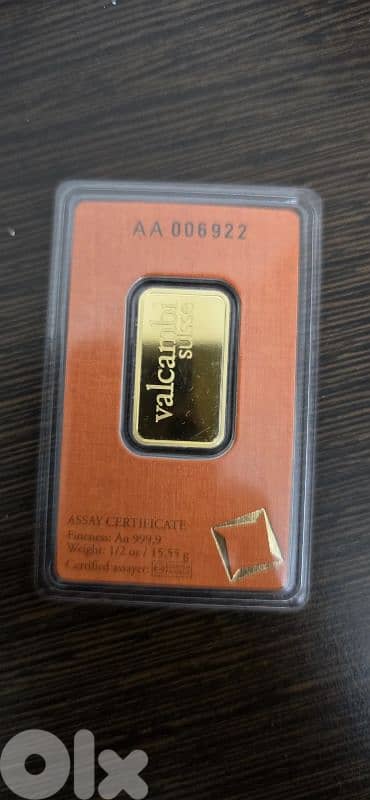 AA 006922
valcambi
suisse
ASSAY CERTIFICATE
Fineness: Au 999,9
Weight: 1/2 oz / 15,55 g
Certified assayer:
OLX